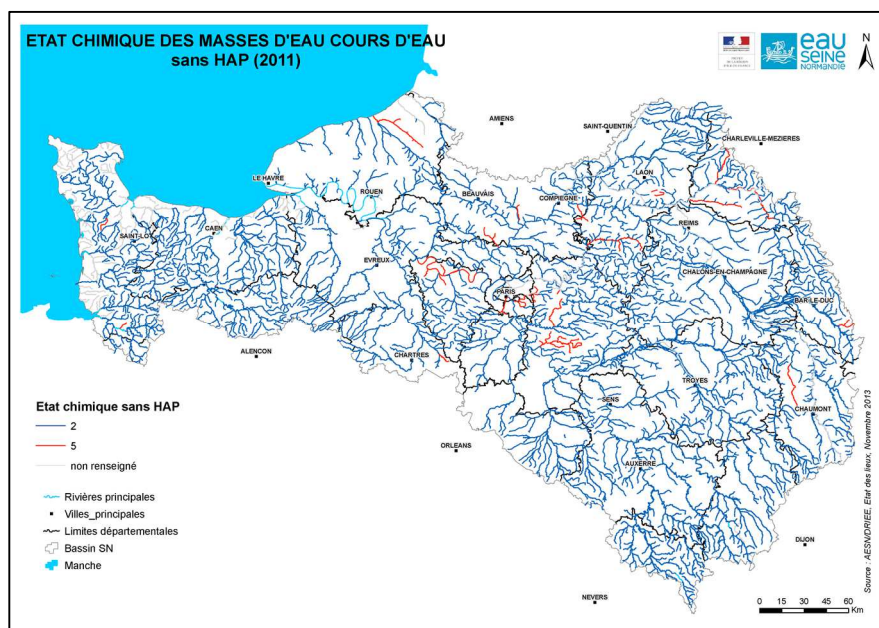 ETAT CHIMIQUE DES MASSES D'EAU COURS D'EAU
sans HAP (2011)
eau
SEINE
NORMANDIE
N
AMIENS
SAINT-QUENTIN
CHARLEVILLE-MEZIERES
LE HAVRE
ROUEN
BEAUVAIS
COMPIEGNE
LAON
REIMS
SAINT-LO
CAEN
EVREUX
PARIS
CHALONS-EN-CHAMPAGNE
BAR-LE-DUC
ALENCON
CHARTRES
TROYES
SENS
CHAUMONT
ORLEANS
AUXERRE
DIJON
NEVERS
Etat chimique sans HAP
2
5
non renseigné
Rivières principales
Villes_principales
Limites départementales
Bassin SN
Manche
0 15 30 45 60
Km
Source : AESN/DRIEE, Etat des lieux, Novembre 2013